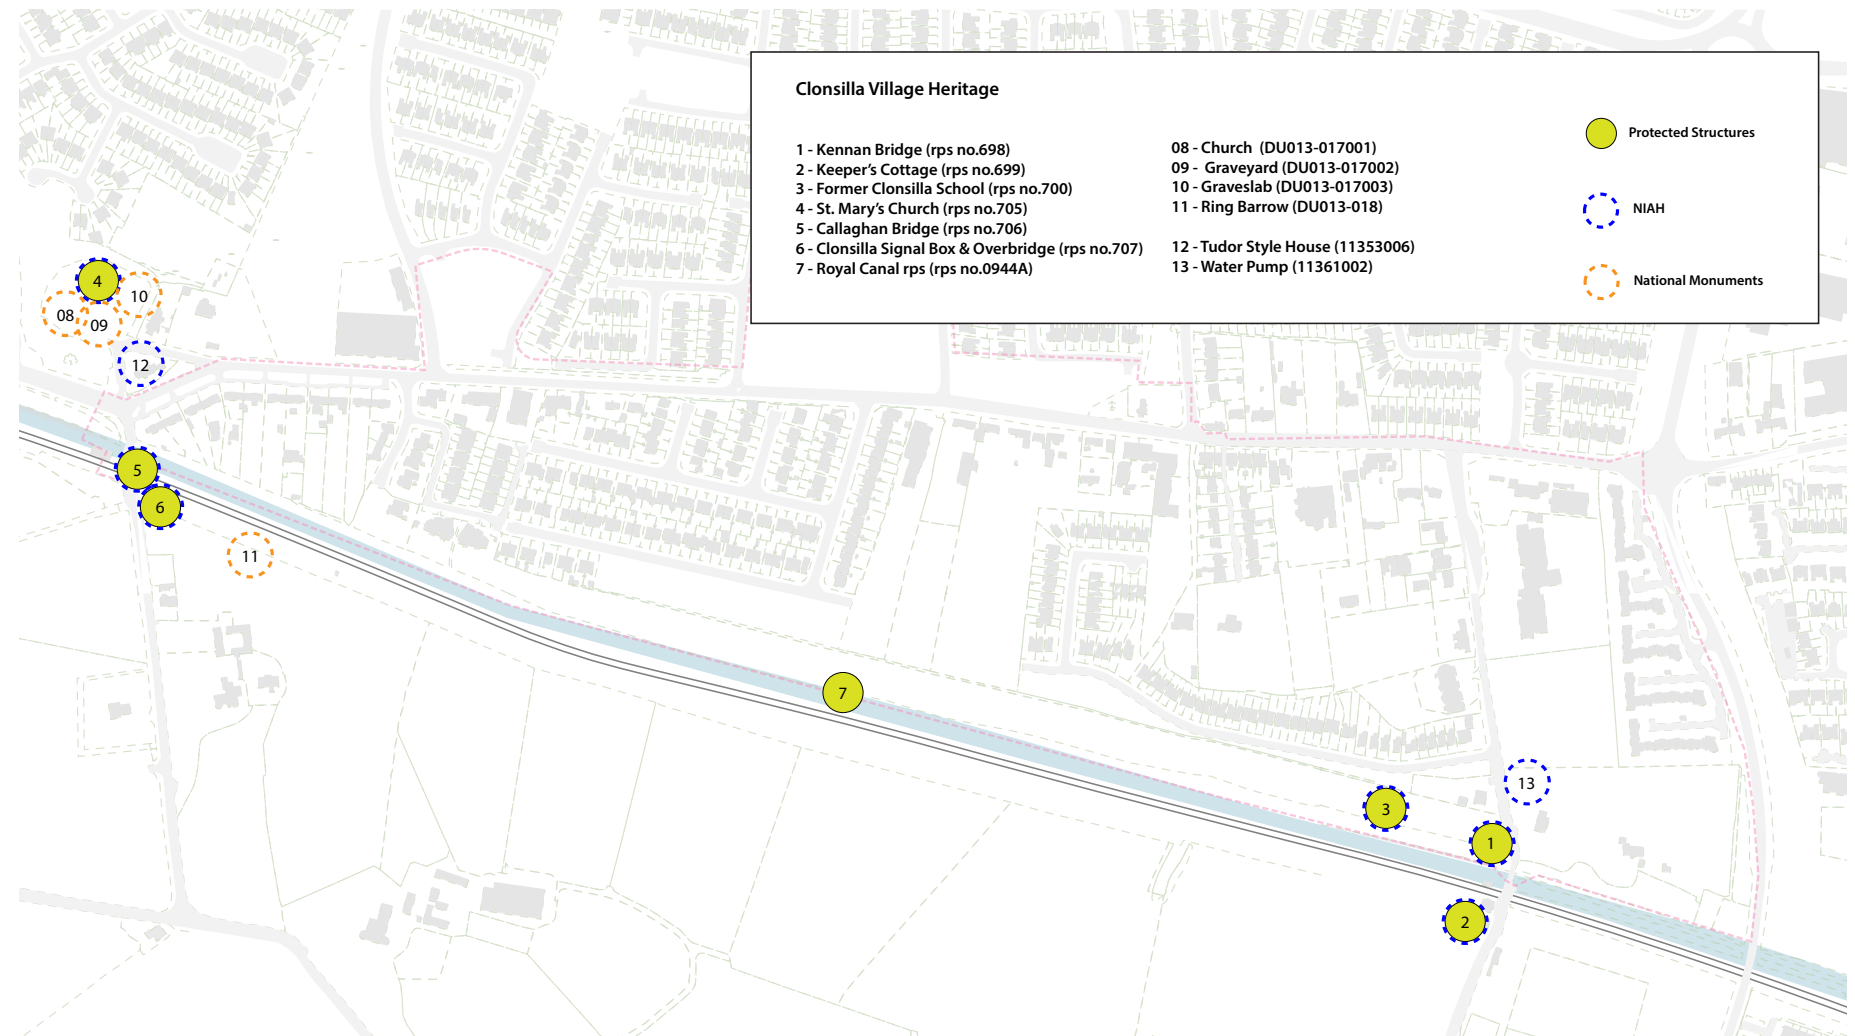 Clonsilla Village Heritage
1 - Kennan Bridge (rps no.698)
2 - Keeper's Cottage (rps no.699)
3 - Former Clonsilla School (rps no.700)
4 - St. Mary's Church (rps no.705)
5 - Callaghan Bridge (rps no.706)
6 - Clonsilla Signal Box & Overbridge (rps no.707)
7 - Royal Canal rps (rps no.0944A)
08 - Church (DU013-017001)
09 - Graveyard (DU013-017002)
10 - Graveslab (DU013-017003)
11 - Ring Barrow (DU013-018)
12 - Tudor Style House (11353006)
13 - Water Pump (11361002)
Protected Structures
NIAH
National Monuments
4
10
08
09
12
5
6
11
7
13
3
1
2